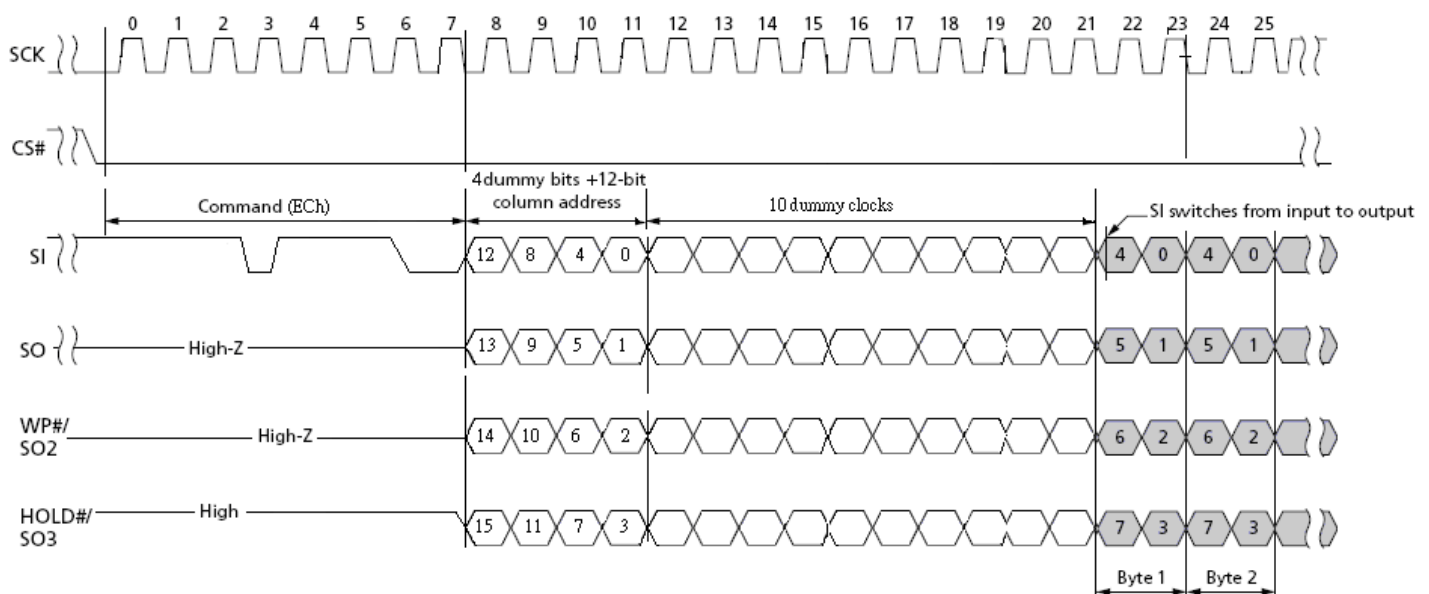 0 1 2 3 4 5 6 7 8 9 10 11 12 13 14 15 16 17 18 19 20 21 22 23 24 25
SCK
CS#
4dummy bits +12-bit
column address
Command (ECh)
10 dummy clocks
SI switches from input to output
SI 12 8 4 0 4 0 4 0
SO High-Z 13 9 5 1 5 1 5 1
WP#/
SO2
High-Z 14 10 6 2 6 2 6 2
HOLD#/
SO3
High 15 11 7 3 7 3 7 3
Byte 1 Byte 2